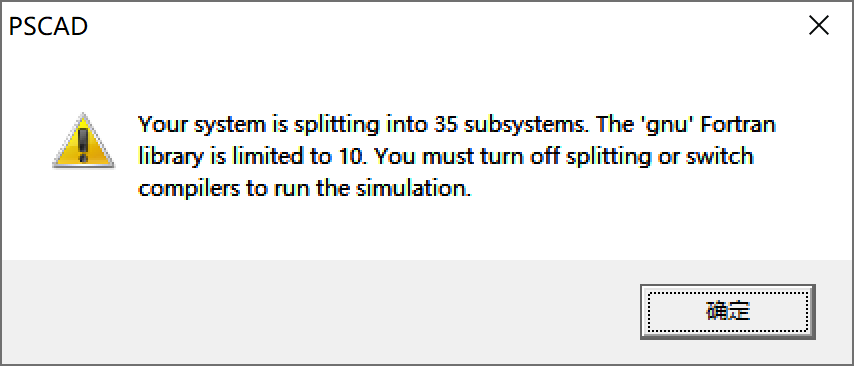 PSCAD
Your system is splitting into 35 subsystems. The 'gnu' Fortran
library is limited to 10. You must turn off splitting or switch
compilers to run the simulation.
确定